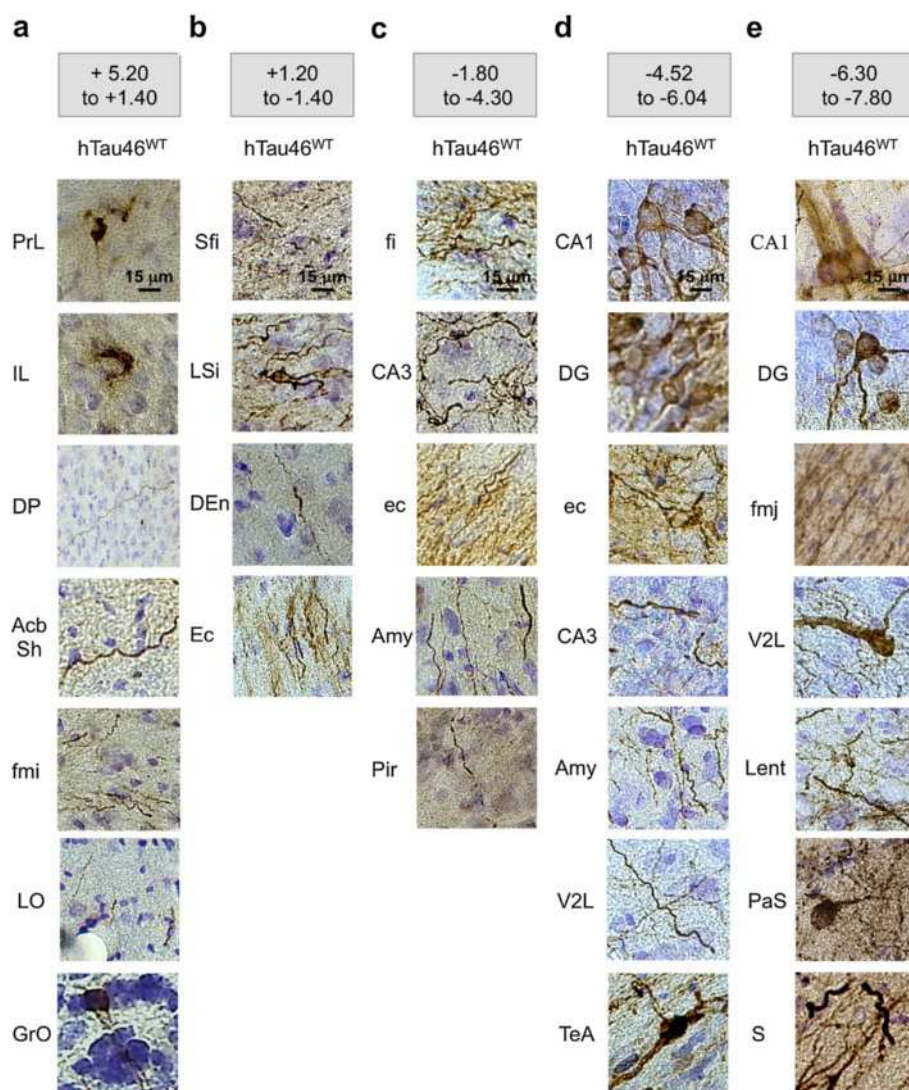 a
+ 5.20
to +1.40
hTau46WT
PrL
15 μm
IL
DP
Acb
Sh
fmi
LO
GrO
b
+1.20
to -1.40
hTau46WT
Sfi
15 μm
LSi
DEn
Ec
c
-1.80
to -4.30
hTau46WT
fi
15 μm
CA3
ec
Amy
Pir
d
-4.52
to -6.04
hTau46WT
CA1
15 μm
DG
ec
CA3
Amy
V2L
TeA
e
-6.30
to -7.80
hTau46WT
CA1
15 μm
DG
fmj
V2L
Lent
PaS
S